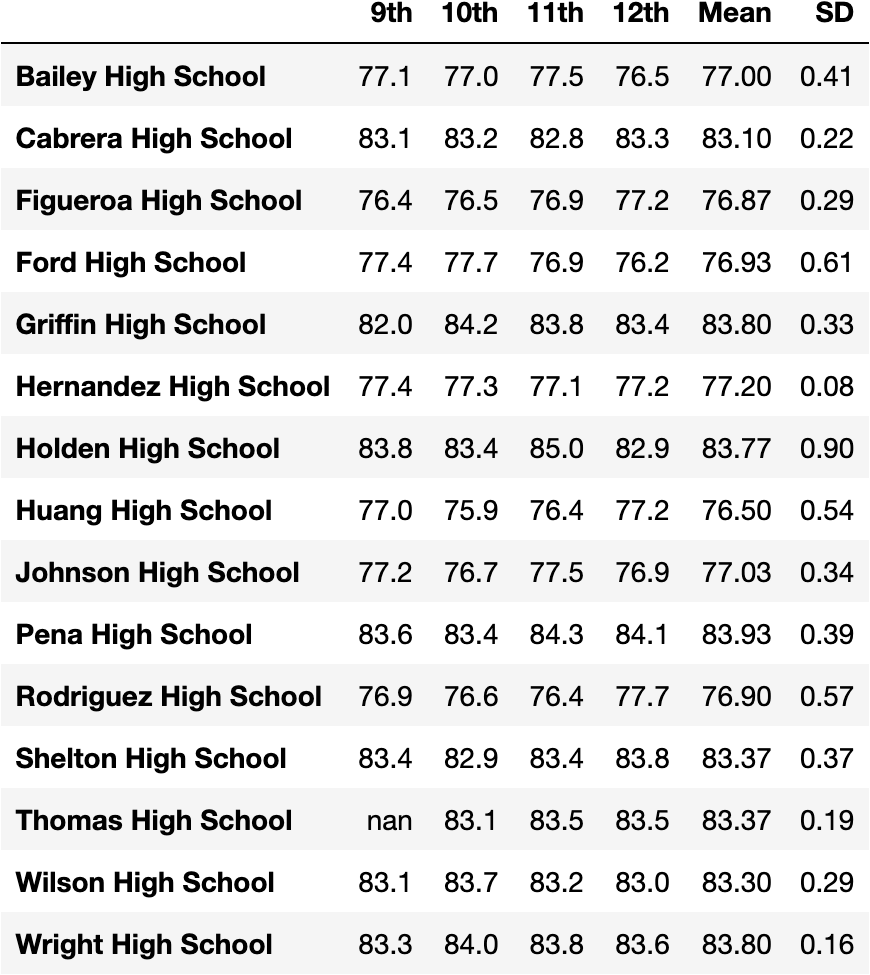 9th 10th 11th 12th Mean SD
Bailey High School 77.1 77.0 77.5 76.5 77.00 0.41
Cabrera High School 83.1 83.2 82.8 83.3 83.10 0.22
Figueroa High School 76.4 76.5 76.9 77.2 76.87 0.29
Ford High School 77.4 77.7 76.9 76.2 76.93 0.61
Griffin High School 82.0 84.2 83.8 83.4 83.80 0.33
Hernandez High School 77.4 77.3 77.1 77.2 77.20 0.08
Holden High School 83.8 83.4 85.0 82.9 83.77 0.90
Huang High School 77.0 75.9 76.4 77.2 76.50 0.54
Johnson High School 77.2 76.7 77.5 76.9 77.03 0.34
Pena High School 83.6 83.4 84.3 84.1 83.93 0.39
Rodriguez High School 76.9 76.6 76.4 77.7 76.90 0.57
Shelton High School 83.4 82.9 83.4 83.8 83.37 0.37
Thomas High School nan 83.1 83.5 83.5 83.37 0.19
Wilson High School 83.1 83.7 83.2 83.0 83.30 0.29
Wright High School 83.3 84.0 83.8 83.6 83.80 0.16